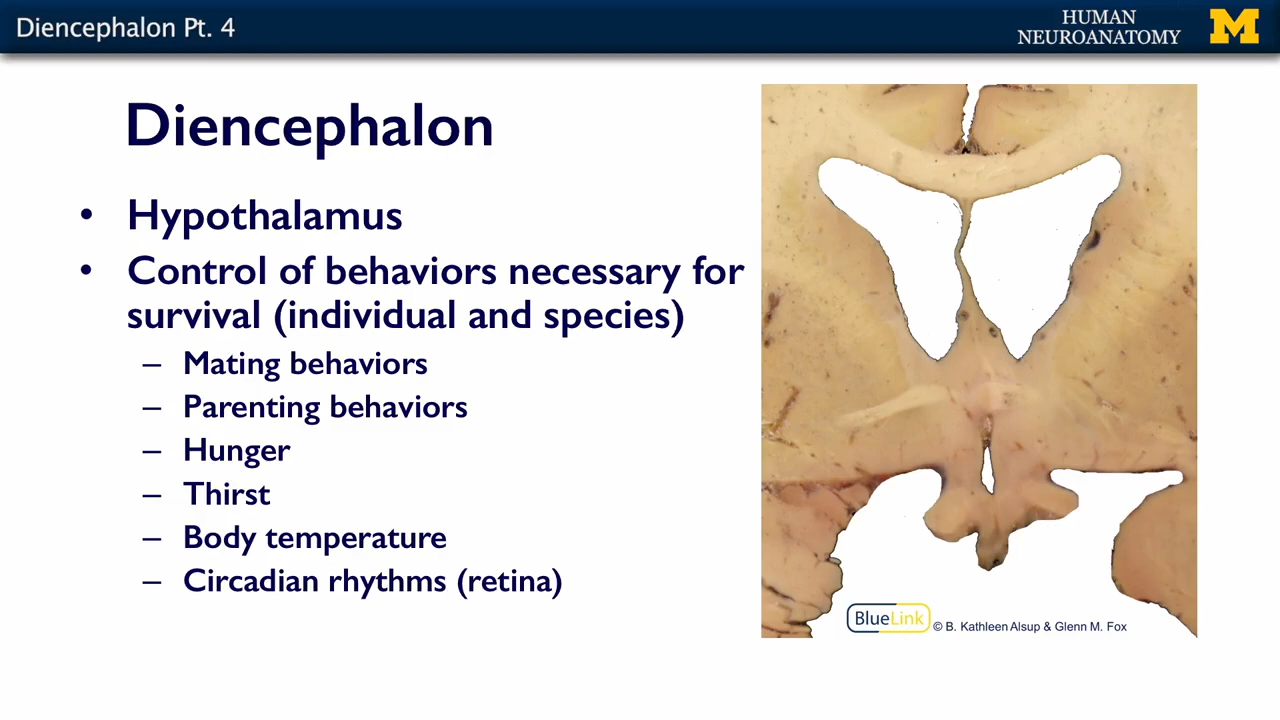 Diencephalon Pt. 4
HUMAN
NEUROANATOMY
M
Diencephalon
• Hypothalamus
• Control of behaviors necessary for
survival (individual and species)
– Mating behaviors
– Parenting behaviors
– Hunger
– Thirst
– Body temperature
– Circadian rhythms (retina)
BlueLink © B. Kathleen Alsup & Glenn M. Fox